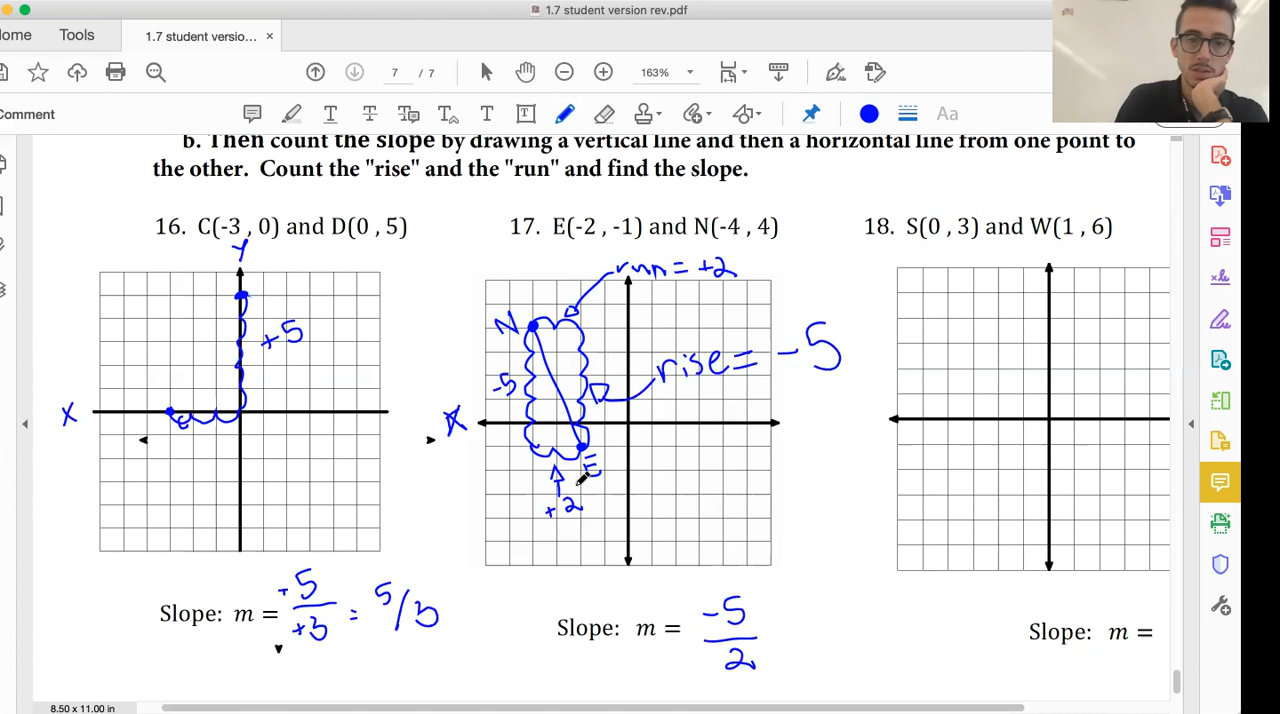 1.7 student version rev.pdf
ome
Tools
1.7 student versio...
×
7 / 7
163%
omment
Aa
b. Then count the slope by drawing a vertical line and then a horizontal line from one point to
the other. Count the "rise" and the "run" and find the slope.
16. C(-3 , 0) and D(0 , 5)
17. E(-2 , -1) and N(-4 , 4)
18. S(0 , 3) and W(1 , 6)
Y
+5
X
run = +2
N
rise = -5
-5
X
E
+2
Slope: m = +5/+3 = 5/3
Slope: m = -5/2
Slope: m =
8.50 x 11.00 in